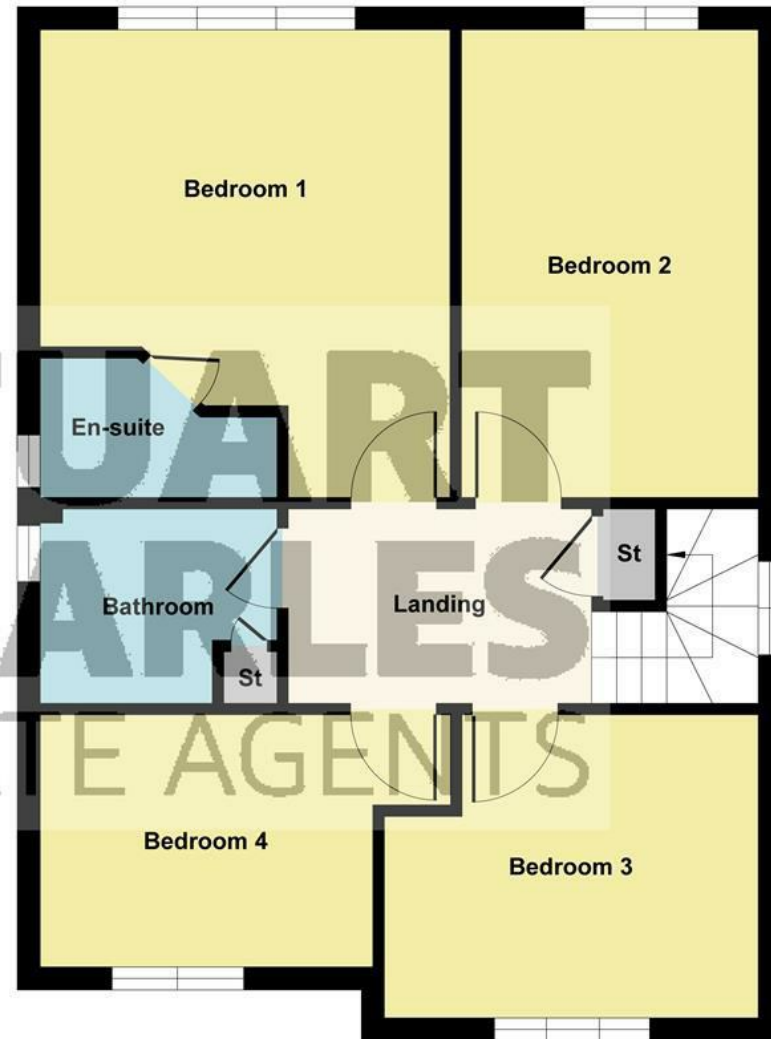 Bedroom 1
Bedroom 2
UART
En-suite
St
Bathroom
Landing
ARLES
St
TE AGENTS
Bedroom 4
Bedroom 3